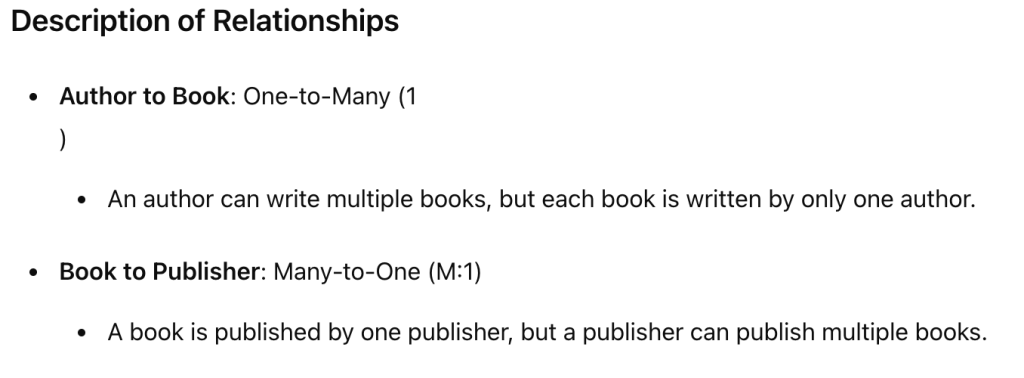 Description of Relationships
• Author to Book: One-to-Many (1
)
• An author can write multiple books, but each book is written by only one author.
• Book to Publisher: Many-to-One (M:1)
• A book is published by one publisher, but a publisher can publish multiple books.